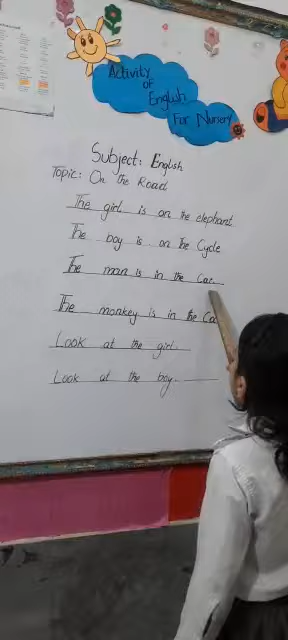 Activity
of
English
For Nursery
Subject: English
Topic: On the Road
The girl is on the elephant
The boy is on the Cycle
The man is in the Car.
The monkey is in the
Look at the girl.
Look at the boy.